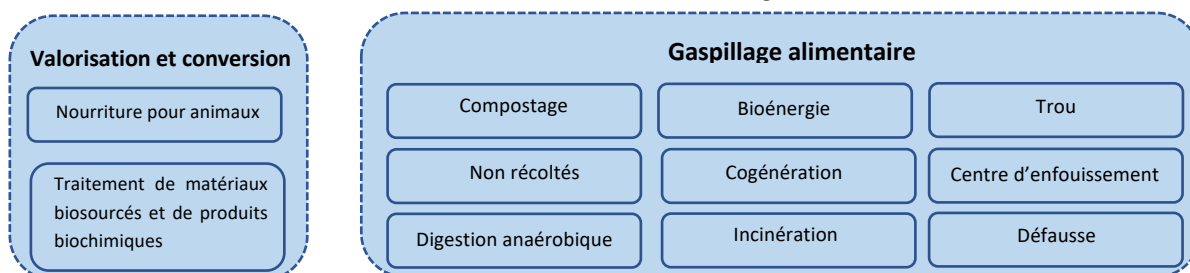 Valorisation et conversion
Nourriture pour animaux
Traitement de matériaux
biosourcés et de produits
biochimiques
Gaspillage alimentaire
Compostage
Bioénergie
Trou
Non récoltés
Cogénération
Centre d'enfouissement
Digestion anaérobique
Incinération
Défausse